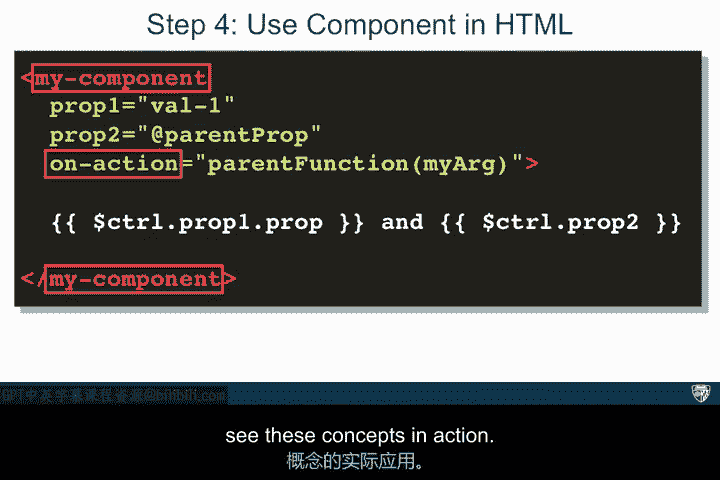 Step 4: Use Component in HTML
<my-component
prop1="val-1"
prop2="@parentProp"
on-action="parentFunction(myArg)">
{{ $ctrl.prop1.prop }} and {{ $ctrl.prop2 }}
</my-component>
see these concepts in action.
概念的实际应用。